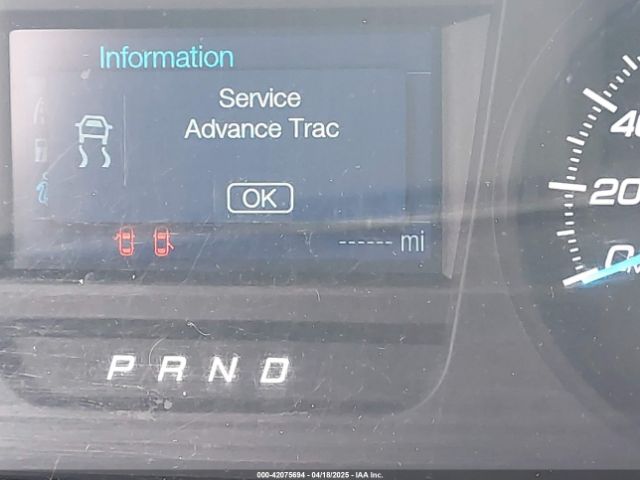 Information
Service
Advance Trac
OK
------ mi
P R N D
40
20
0
000-42075694 - 04/18/2025 - IAA Inc.